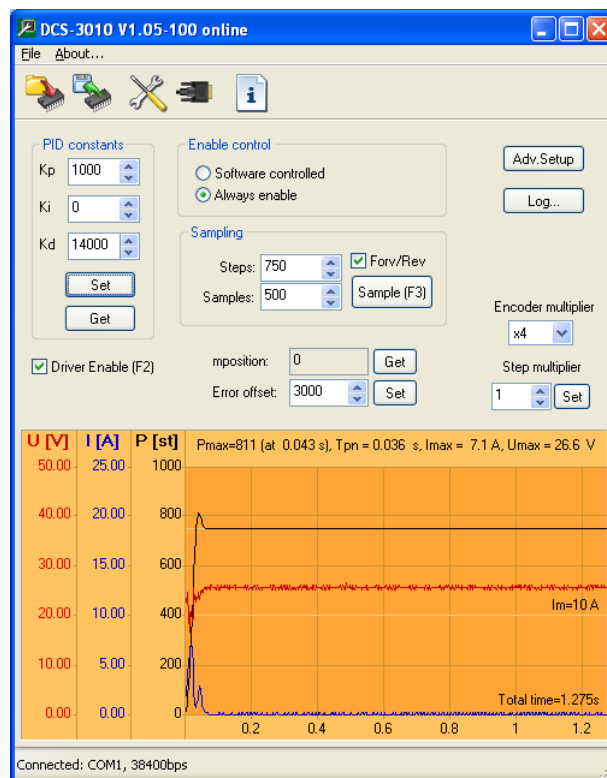 DCS-3010 V1.05-100 online
File About...
PID constants
Kp 1000
Ki 0
Kd 14000
Set
Get
Enable control
Software controlled
Always enable
Adv.Setup
Log...
Sampling
Steps: 750
Forv/Rev
Samples: 500
Sample (F3)
Encoder multiplier
x4
Driver Enable (F2)
mposition: 0 Get
Error offset: 3000 Set
Step multiplier
1 Set
U [V] I [A] P [st] Pmax=811 (at 0.043 s), Tpn = 0.036 s, Imax = 7.1 A, Umax = 26.6 V
50.00 25.00 1000
40.00 20.00 800
30.00 15.00 600
20.00 10.00 400
Im=10 A
10.00 5.00 200
Total time=1.275s
0.00 0.00 0
0.2 0.4 0.6 0.8 1 1.2
Connected: COM1, 38400bps